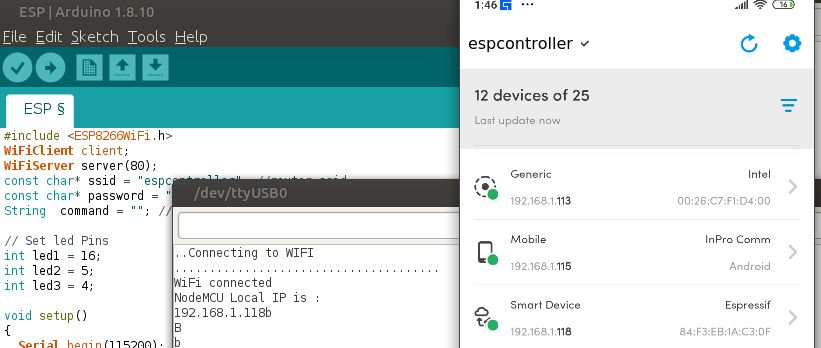 ESP | Arduino 1.8.10
File Edit Sketch Tools Help
ESP §
#include <ESP8266WiFi.h>
WiFiClient client;
WiFiServer server(80);
const char* ssid = "espcontroller" //router ssid
const char* password = "
String command = ""; //
// Set led Pins
int led1 = 16;
int led2 = 5;
int led3 = 4;
void setup()
{
Serial.begin(115200);
/dev/ttyUSB0
..Connecting to WIFI
......................................
WiFi connected
NodeMCU Local IP is :
192.168.1.118b
B
b
1:46 ... 16
espcontroller
12 devices of 25
Last update now
Generic Intel
192.168.1.113 00:26:C7:F1:D4:00
Mobile InPro Comm
192.168.1.115 Android
Smart Device Espressif
192.168.1.118 84:F3:EB:1A:C3:0F